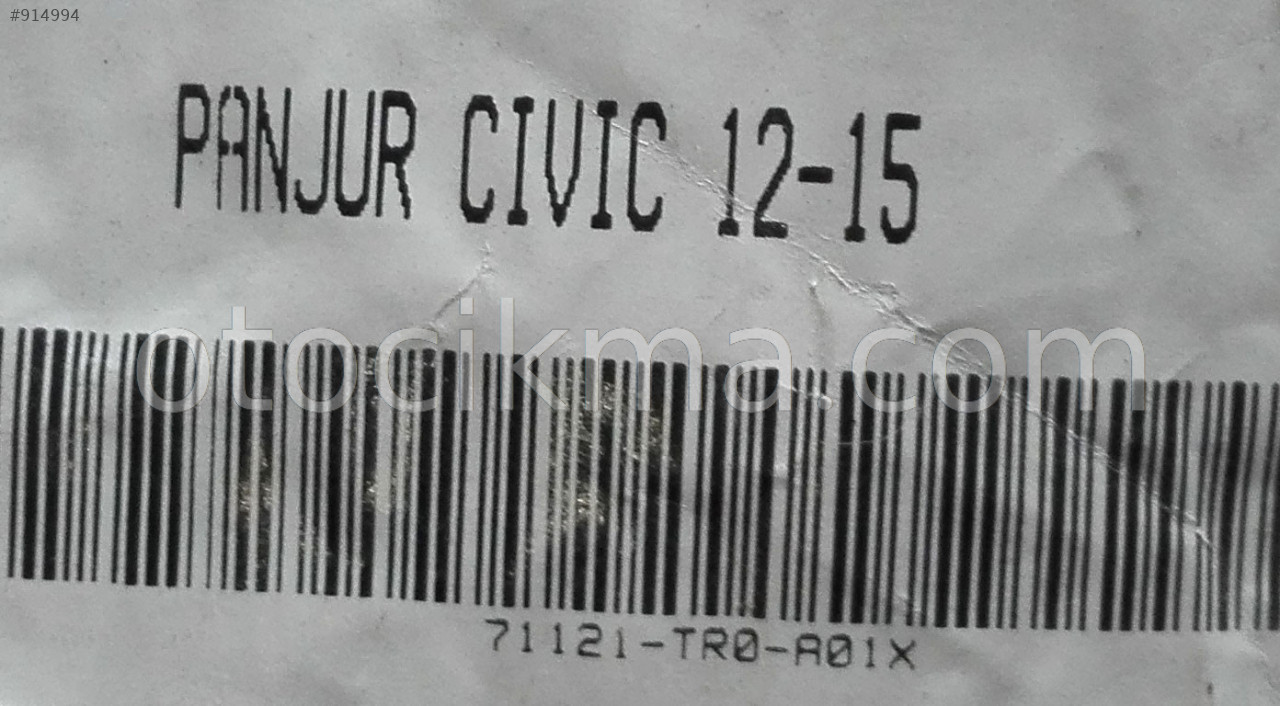 #914994
PANJUR CIVIC 12-15
otocikma.com
71121-TR0-A01X